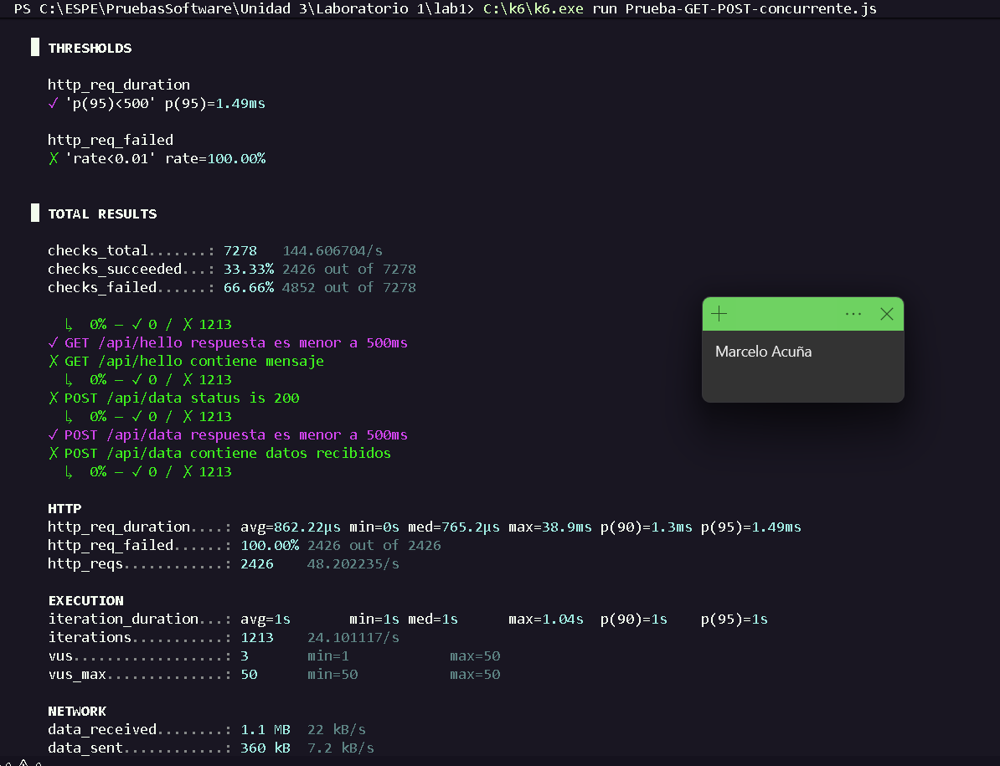 PS C:\ESPE\PruebasSoftware\Unidad 3\Laboratorio 1\lab1> C:\k6\k6.exe run Prueba-GET-POST-concurrente.js
█ THRESHOLDS
http_req_duration
✓ 'p(95)<500' p(95)=1.49ms
http_req_failed
✗ 'rate<0.01' rate=100.00%
█ TOTAL RESULTS
checks_total.......: 7278   144.606704/s
checks_succeeded...: 33.33% 2426 out of 7278
checks_failed......: 66.66% 4852 out of 7278
↳  0% — ✓ 0 / ✗ 1213
✓ GET /api/hello respuesta es menor a 500ms
✗ GET /api/hello contiene mensaje
↳  0% — ✓ 0 / ✗ 1213
✗ POST /api/data status is 200
↳  0% — ✓ 0 / ✗ 1213
✓ POST /api/data respuesta es menor a 500ms
✗ POST /api/data contiene datos recibidos
↳  0% — ✓ 0 / ✗ 1213
Marcelo Acuña
HTTP
http_req_duration....: avg=862.22µs min=0s med=765.2µs max=38.9ms p(90)=1.3ms p(95)=1.49ms
http_req_failed......: 100.00% 2426 out of 2426
http_reqs............: 2426    48.202235/s
EXECUTION
iteration_duration...: avg=1s       min=1s med=1s      max=1.04s  p(90)=1s    p(95)=1s
iterations...........: 1213    24.101117/s
vus..................: 3       min=1            max=50
vus_max..............: 50      min=50           max=50
NETWORK
data_received........: 1.1 MB  22 kB/s
data_sent............: 360 kB  7.2 kB/s